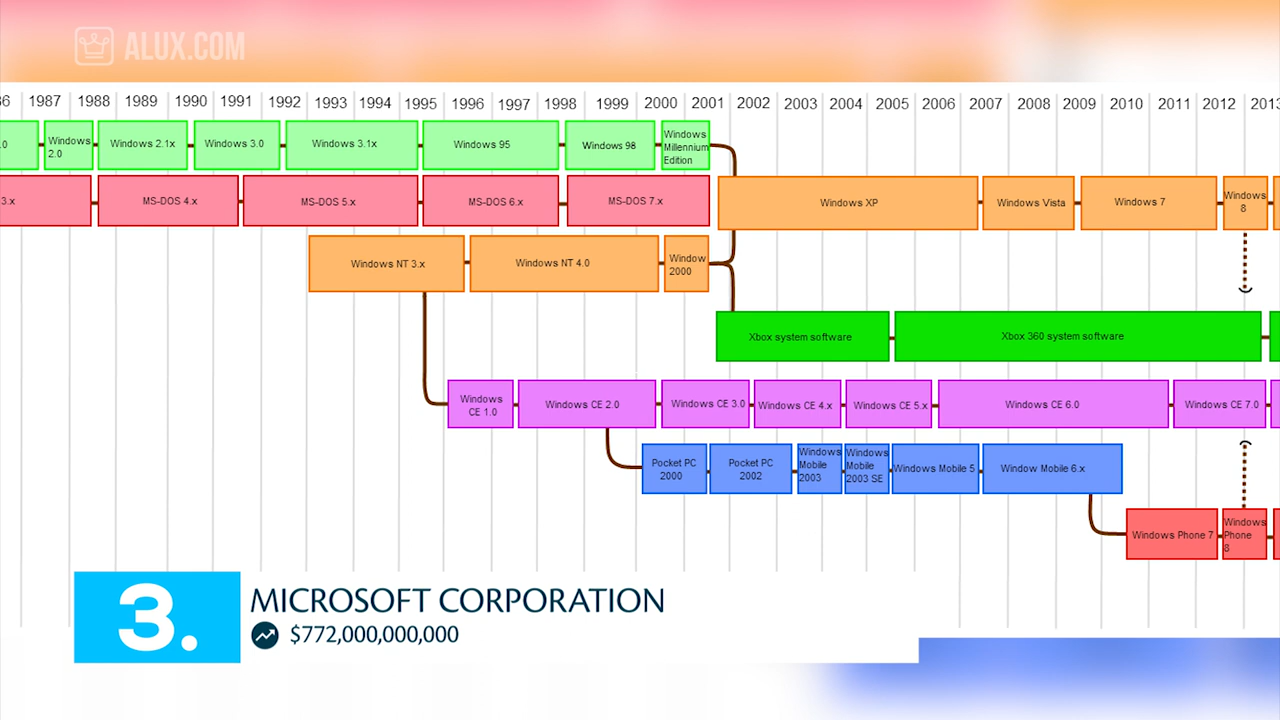 ALUX.COM
6 1987 1988 1989 1990 1991 1992 1993 1994 1995 1996 1997 1998 1999 2000 2001 2002 2003 2004 2005 2006 2007 2008 2009 2010 2011 2012 2013
.0
Windows
2.0
Windows 2.1x
Windows 3.0
Windows 3.1x
Windows 95
Windows 98
Windows
Millennium
Edition
3.x
MS-DOS 4.x
MS-DOS 5.x
MS-DOS 6.x
MS-DOS 7.x
Windows XP
Windows Vista
Windows 7
Windows
8
Windows NT 3.x
Windows NT 4.0
Window
2000
Xbox system software
Xbox 360 system software
Windows
CE 1.0
Windows CE 2.0
Windows CE 3.0
Windows CE 4.x
Windows CE 5.x
Windows CE 6.0
Windows CE 7.0
Pocket PC
2000
Pocket PC
2002
Windows
Mobile
2003
Windows
Mobile
2003 SE
Windows Mobile 5
Window Mobile 6.x
Windows Phone 7
Windows
Phone
8
3.
MICROSOFT CORPORATION
$772,000,000,000